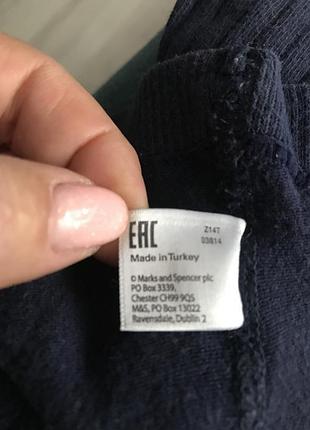 EAC
Z147
03814
Made in Turkey
© Marks and Spencer plc
PO Box 3339,
Chester CH99 9QS
M&S, PO Box 13022
Ravensdale, Dublin 2